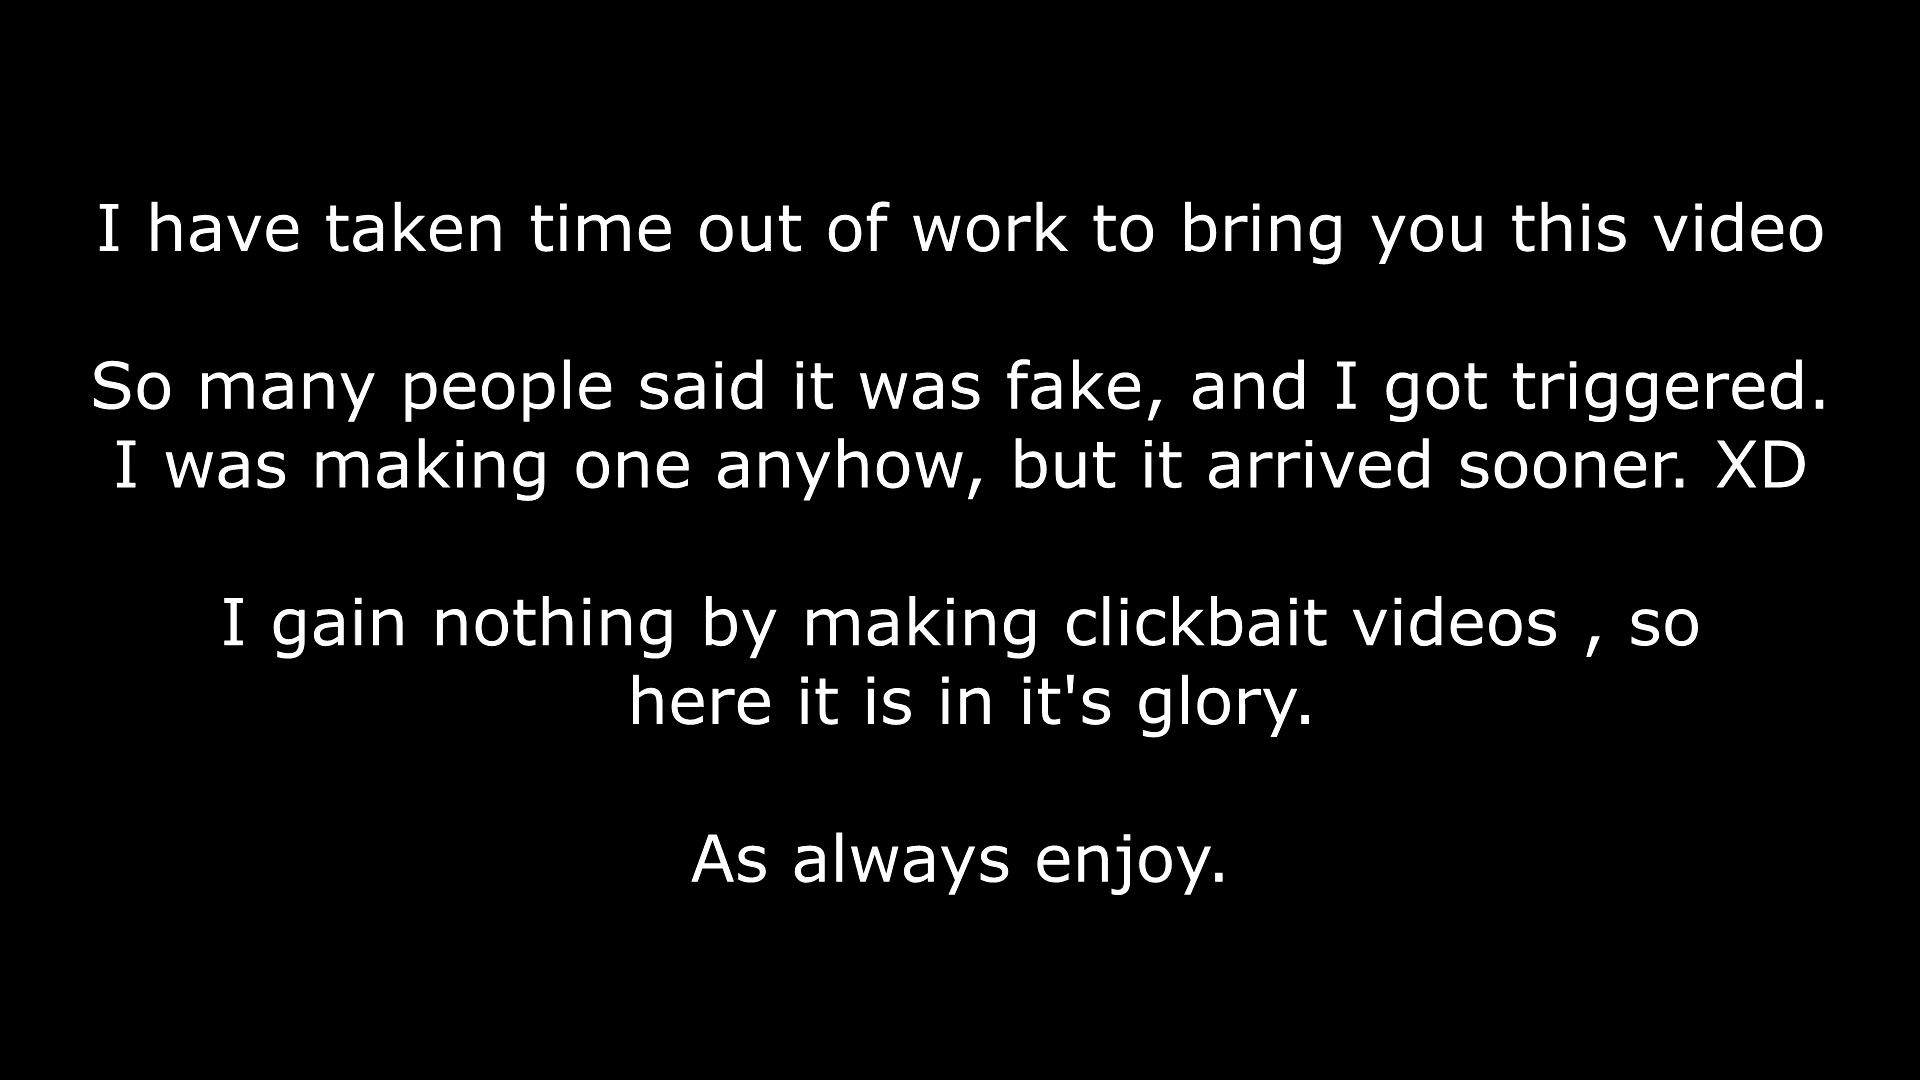 I have taken time out of work to bring you this video
So many people said it was fake, and I got triggered.
I was making one anyhow, but it arrived sooner. XD
I gain nothing by making clickbait videos , so
here it is in it's glory.
As always enjoy.